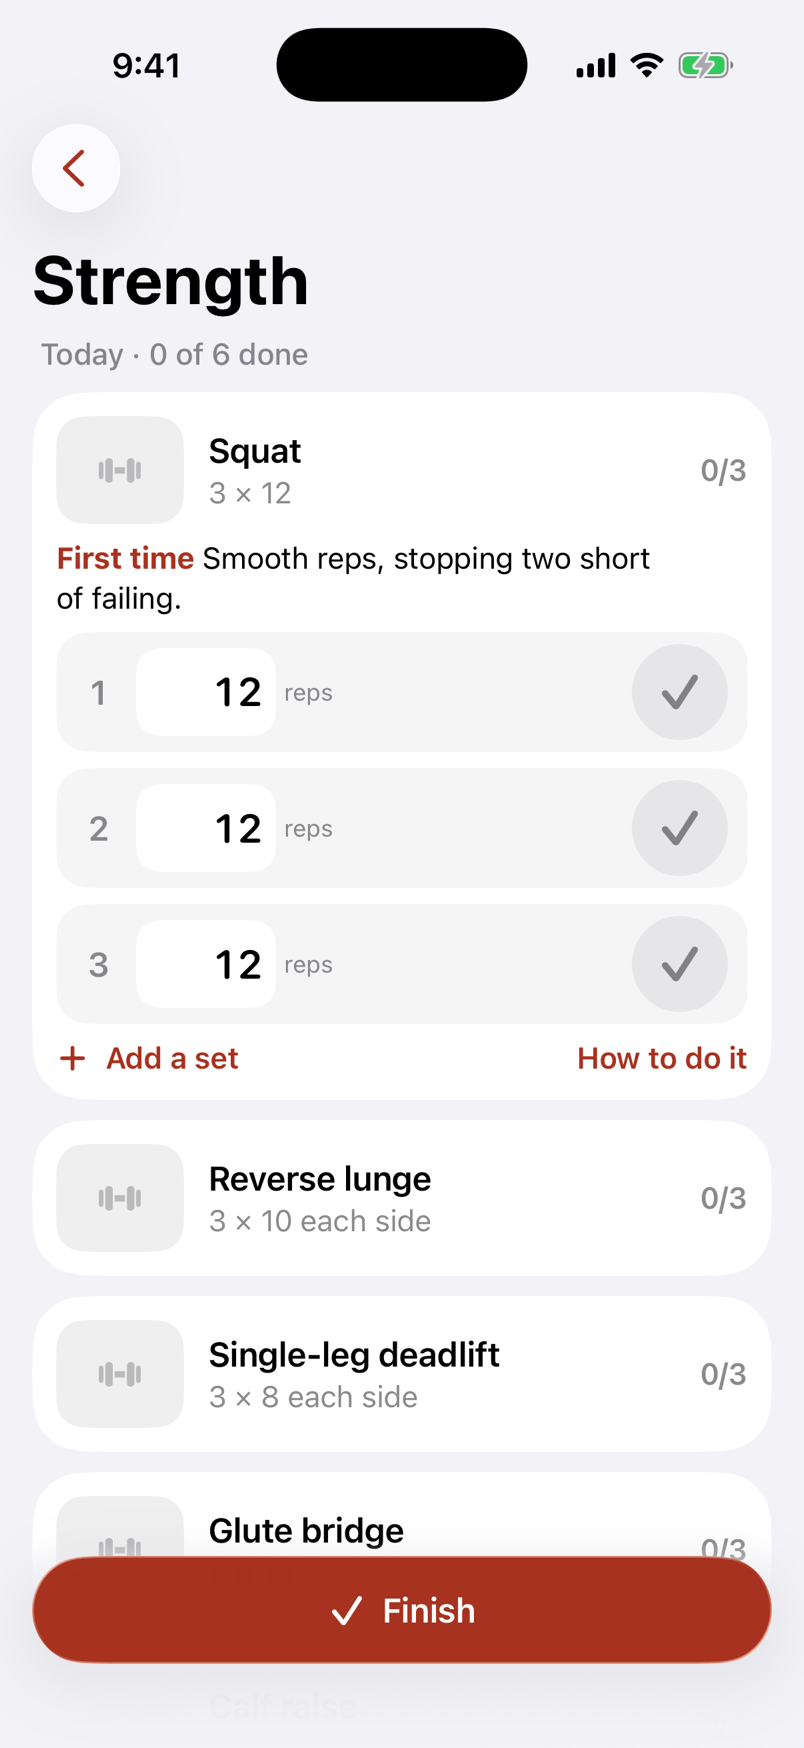 9:41
Strength
Today · 0 of 6 done
Squat
3 × 12
0/3
First time Smooth reps, stopping two short
of failing.
1 12 reps
2 12 reps
3 12 reps
+ Add a set
How to do it
Reverse lunge
3 × 10 each side
0/3
Single-leg deadlift
3 × 8 each side
0/3
Glute bridge
0/3
Finish
Calf raise